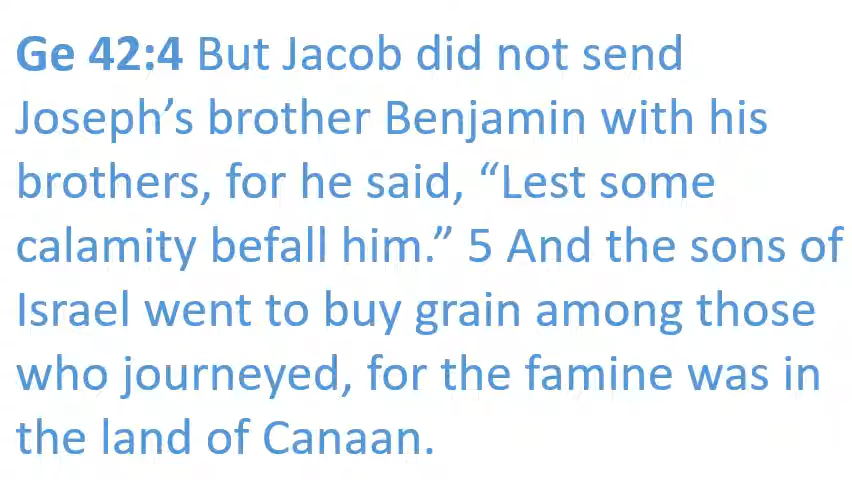 Ge 42:4 But Jacob did not send
Joseph’s brother Benjamin with his
brothers, for he said, “Lest some
calamity befall him.” 5 And the sons of
Israel went to buy grain among those
who journeyed, for the famine was in
the land of Canaan.